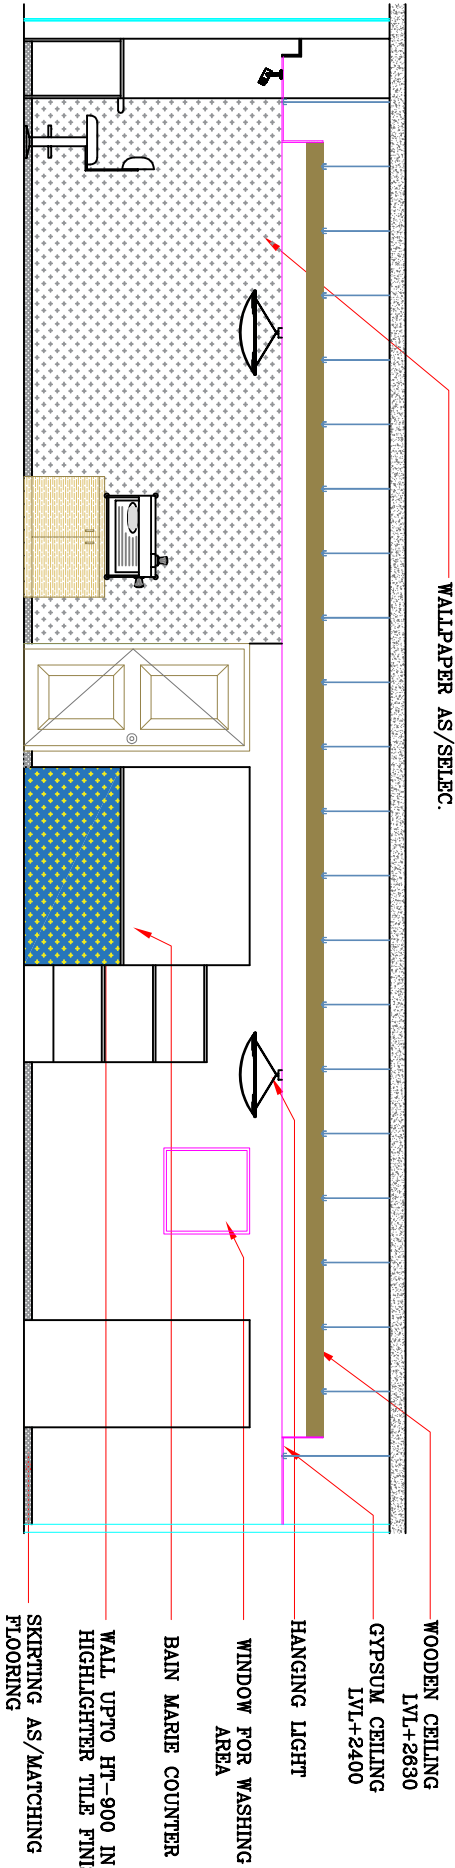 WALLPAPER AS/SELEC.
WOODEN CEILING
LVL+2630
GYPSUM CEILING
LVL+2400
HANGING LIGHT
WINDOW FOR WASHING
AREA
BAIN MARIE COUNTER
WALL UPTO HT-900 IN
HIGHLIGHTER TILE
SKIRTING AS/MATCHING
FLOORING